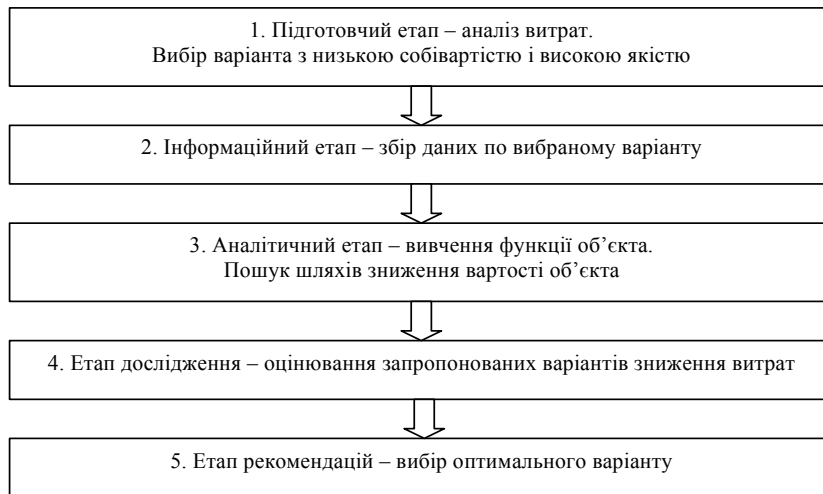 1. Підготовчий етап – аналіз витрат.
Вибір варіанта з низькою собівартістю і високою якістю
2. Інформаційний етап – збір даних по вибраному варіанту
3. Аналітичний етап – вивчення функції об’єкта.
Пошук шляхів зниження вартості об’єкта
4. Етап дослідження – оцінювання запропонованих варіантів зниження витрат
5. Етап рекомендацій – вибір оптимального варіанту